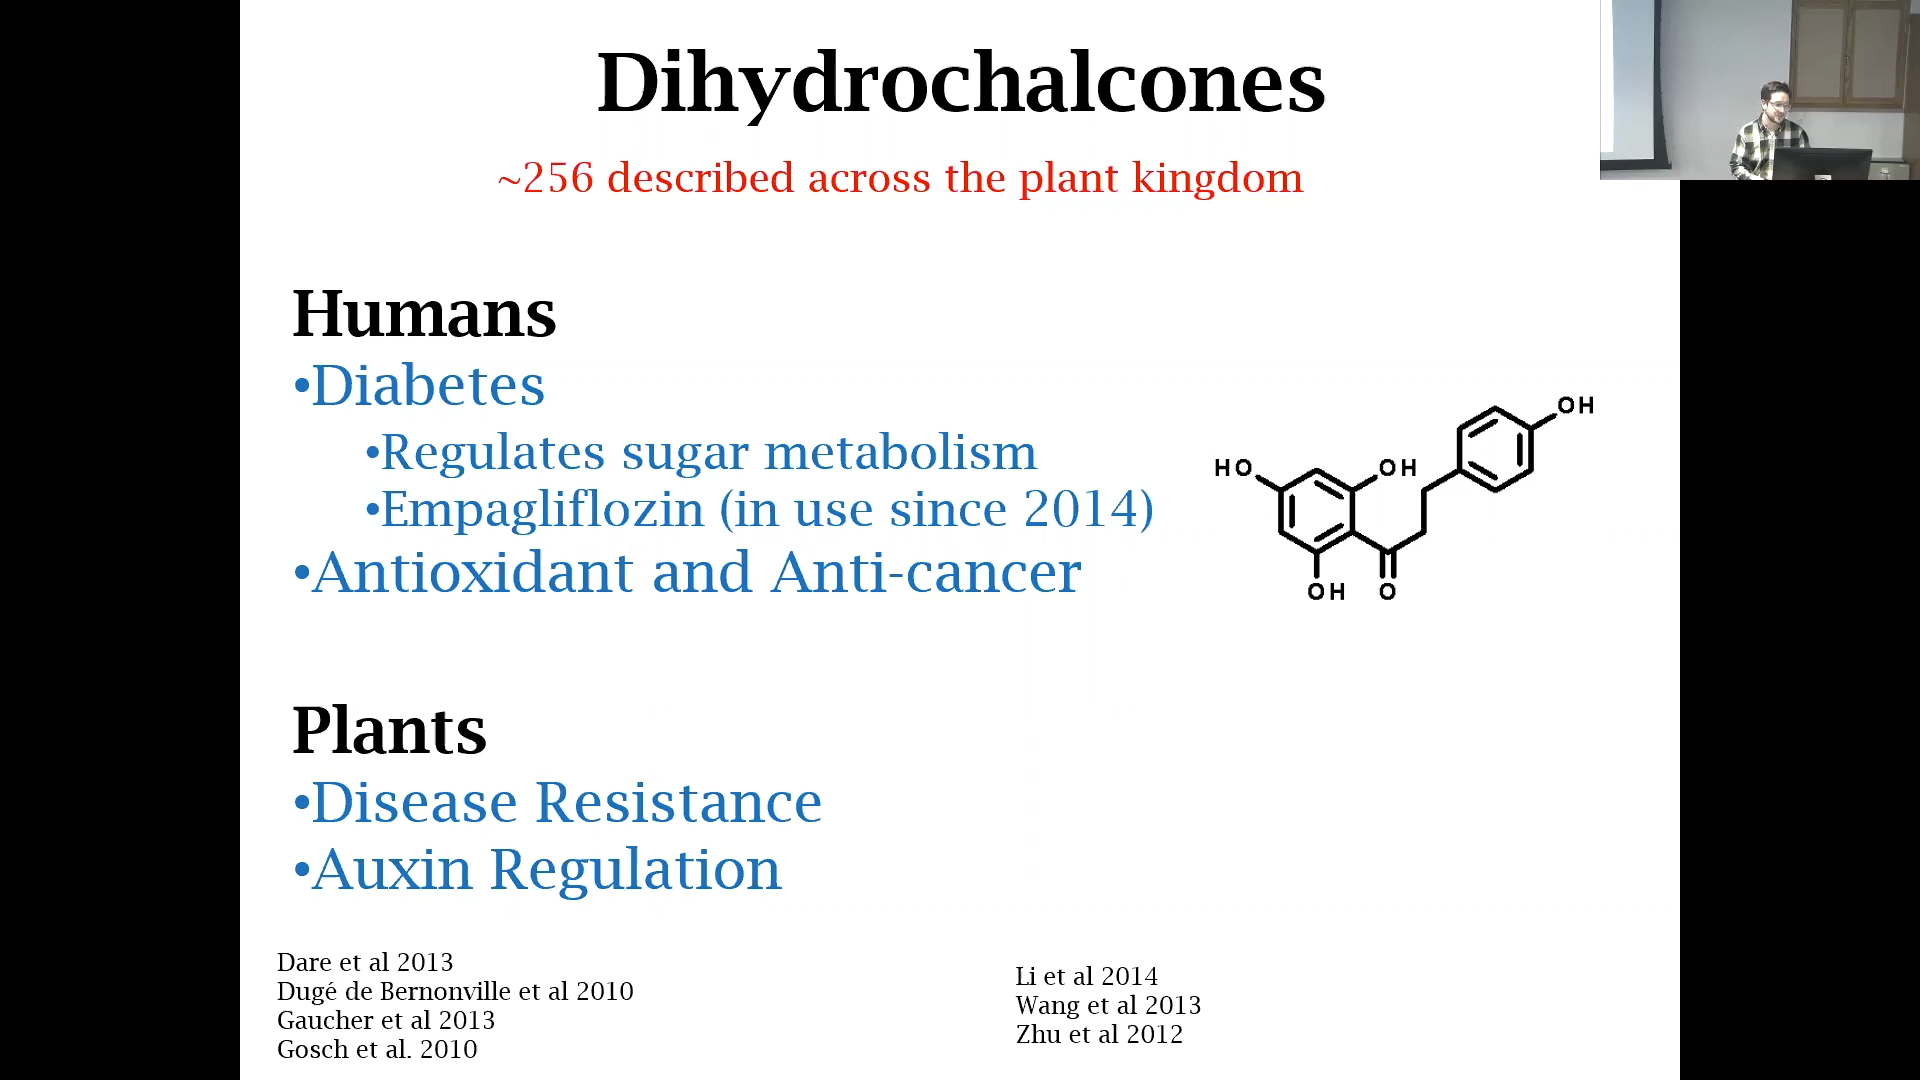 Dihydrochalcones
~256 described across the plant kingdom
Humans
•Diabetes
•Regulates sugar metabolism
•Empagliflozin (in use since 2014)
•Antioxidant and Anti-cancer
OH
HO
OH
OH
O
Plants
•Disease Resistance
•Auxin Regulation
Dare et al 2013
Dugé de Bernonville et al 2010
Gaucher et al 2013
Gosch et al. 2010
Li et al 2014
Wang et al 2013
Zhu et al 2012